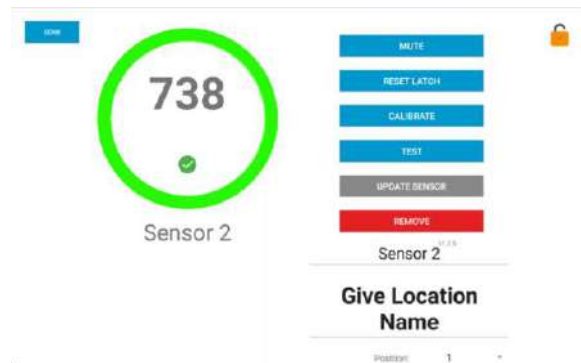 738
Sensor 2
MUTE
RESET LATCH
CALIBRATE
TEST
UPDATE SENSOR
REMOVE
Sensor 2
Give Location
Name
Position: 1